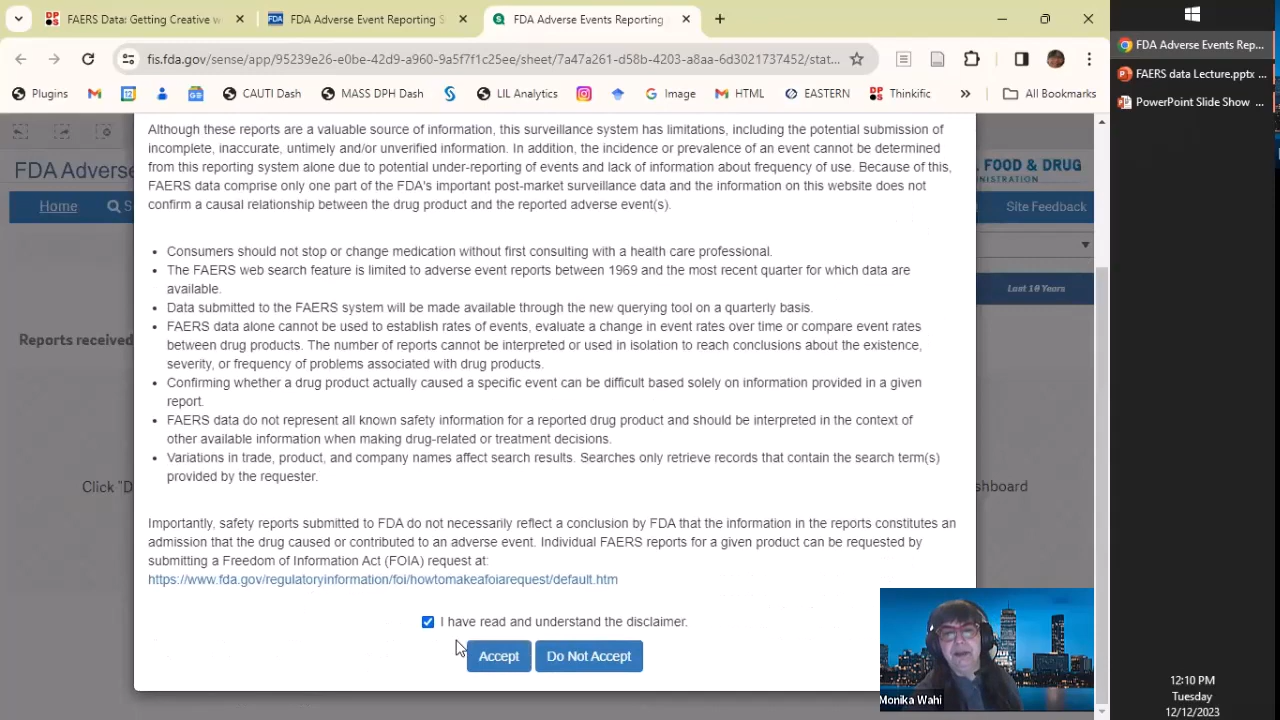 FAERS Data: Getting Creative w
FDA Adverse Event Reporting S
FDA Adverse Events Reporting
fis.fda.gov/sense/app/95239e26-e0be-42d9-a960-9a5f7f1c25ee/sheet/7a47a261-d58b-4203-a8aa-6d3021737452/stat...
Plugins
CAUTI Dash
MASS DPH Dash
LIL Analytics
Image
HTML
EASTERN
Thinkific
All Bookmarks
FDA Adverse Events Rep...
FAERS data Lecture.pptx ...
PowerPoint Slide Show ...
FDA Adverse
FOOD & DRUG
Home
Site Feedback
Last 10 Years
Reports received
Click "D
shboard
Although these reports are a valuable source of information, this surveillance system has limitations, including the potential submission of
incomplete, inaccurate, untimely and/or unverified information. In addition, the incidence or prevalence of an event cannot be determined
from this reporting system alone due to potential under-reporting of events and lack of information about frequency of use. Because of this,
FAERS data comprise only one part of the FDA's important post-market surveillance data and the information on this website does not
confirm a causal relationship between the drug product and the reported adverse event(s).
• Consumers should not stop or change medication without first consulting with a health care professional.
• The FAERS web search feature is limited to adverse event reports between 1969 and the most recent quarter for which data are
available.
• Data submitted to the FAERS system will be made available through the new querying tool on a quarterly basis.
• FAERS data alone cannot be used to establish rates of events, evaluate a change in event rates over time or compare event rates
between drug products. The number of reports cannot be interpreted or used in isolation to reach conclusions about the existence,
severity, or frequency of problems associated with drug products.
• Confirming whether a drug product actually caused a specific event can be difficult based solely on information provided in a given
report.
• FAERS data do not represent all known safety information for a reported drug product and should be interpreted in the context of
other available information when making drug-related or treatment decisions.
• Variations in trade, product, and company names affect search results. Searches only retrieve records that contain the search term(s)
provided by the requester.
Importantly, safety reports submitted to FDA do not necessarily reflect a conclusion by FDA that the information in the reports constitutes an
admission that the drug caused or contributed to an adverse event. Individual FAERS reports for a given product can be requested by
submitting a Freedom of Information Act (FOIA) request at:
https://www.fda.gov/regulatoryinformation/foi/howtomakeafoiarequest/default.htm
I have read and understand the disclaimer.
Accept
Do Not Accept
Monika Wahi
12:10 PM
Tuesday
12/12/2023